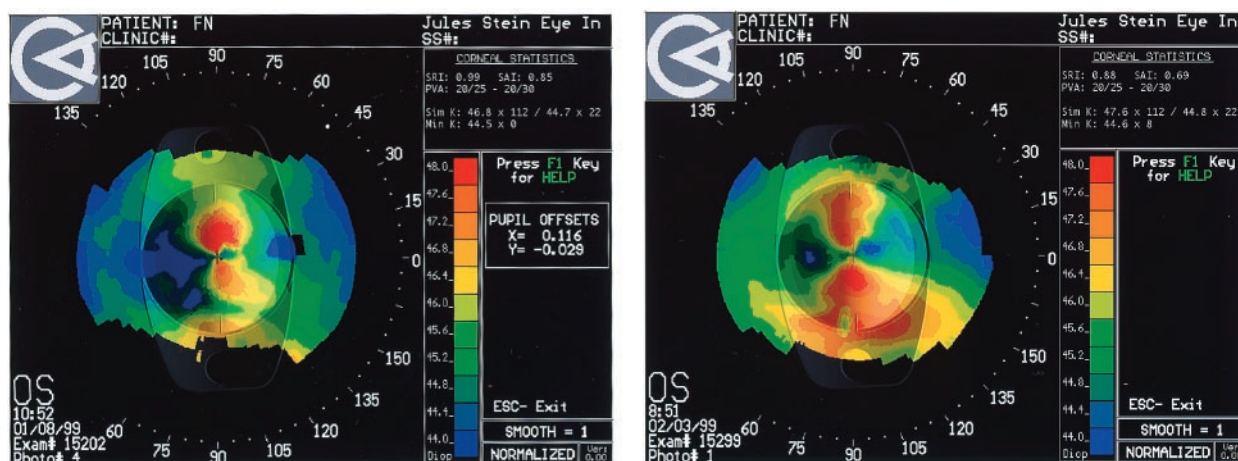 PATIENT: FN
CLINIC#:
Jules Stein Eye In
SS#:
CORNEAL STATISTICS
SRI: 0.99 SAI: 0.85
PVA: 20/25 - 20/30
Sim K: 46.8 x 112 / 44.7 x 22
Min K: 44.5 x 0
135
120
105
90
75
60
45
30
15
0
150
135
120
105
90
75
60
48.0
47.6
47.2
46.8
46.4
46.0
45.6
45.2
44.8
44.4
44.0
Diop
Press F1 Key
for HELP
PUPIL OFFSETS
X= 0.116
Y= -0.029
ESC- Exit
SMOOTH = 1
NORMALIZED
Ver:
0.00
OS
10:52
01/08/99
Exam# 15202
Photo# 4
PATIENT: FN
CLINIC#:
Jules Stein Eye In
SS#:
CORNEAL STATISTICS
SRI: 0.88 SAI: 0.69
PVA: 20/25 - 20/30
Sim K: 47.6 x 112 / 44.8 x 22
Min K: 44.6 x 8
135
120
105
90
75
60
45
30
15
0
150
135
120
105
90
75
60
48.0
47.6
47.2
46.8
46.4
46.0
45.6
45.2
44.8
44.4
44.0
Diop
Press F1 Key
for HELP
ESC- Exit
SMOOTH = 1
NORMALIZED
Ver:
0.00
OS
8:51
02/03/99
Exam# 15299
Photo# 1